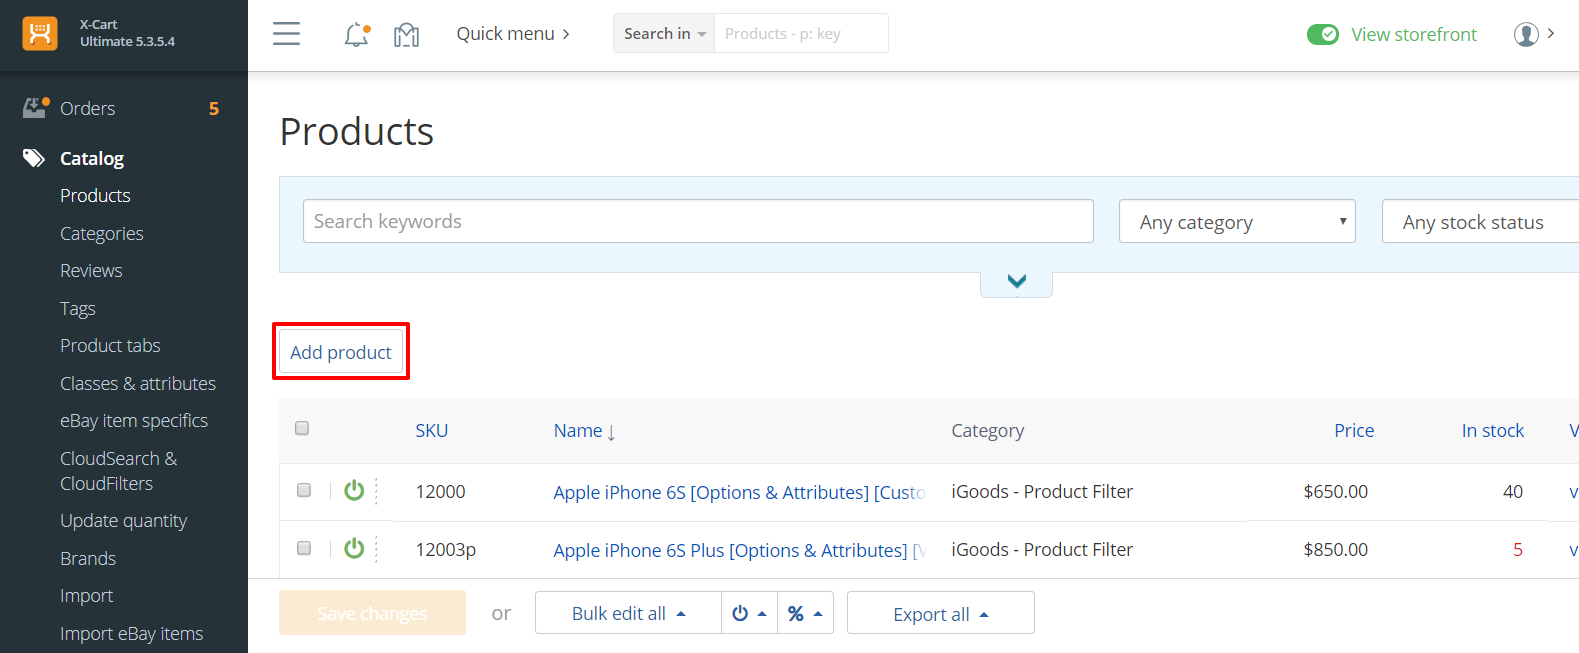 X-Cart
Ultimate 5.3.5.4
Quick menu
Search in
Products - p: key
View storefront
Orders 5
Catalog
Products
Categories
Reviews
Tags
Product tabs
Classes & attributes
eBay item specifics
CloudSearch &
CloudFilters
Update quantity
Brands
Import
Import eBay items
Products
Search keywords
Any category
Any stock status
Add product
SKU Name ↓ Category Price In stock
12000 Apple iPhone 6S [Options & Attributes] iGoods - Product Filter $650.00 40
12003p Apple iPhone 6S Plus [Options & Attributes] iGoods - Product Filter $850.00 5
Save changes or Bulk edit all % Export all